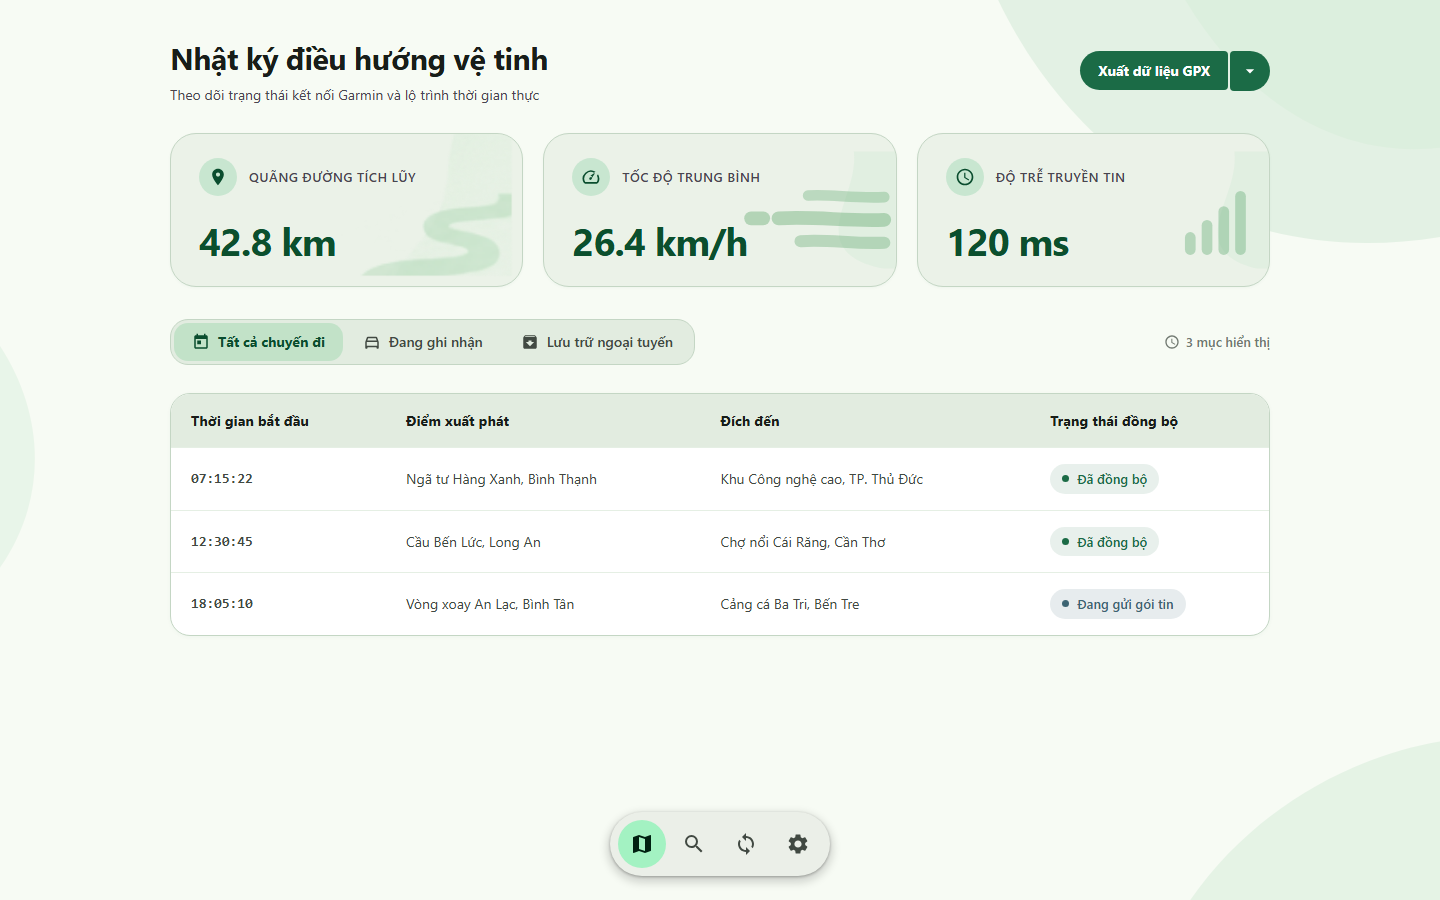 Nhật ký điều hướng vệ tinh
Theo dõi trạng thái kết nối Garmin và lộ trình thời gian thực
Xuất dữ liệu GPX
QUÃNG ĐƯỜNG TÍCH LŨY
42.8 km
TỐC ĐỘ TRUNG BÌNH
26.4 km/h
ĐỘ TRỄ TRUYỀN TIN
120 ms
Tất cả chuyến đi
Đang ghi nhận
Lưu trữ ngoại tuyến
3 mục hiển thị
Thời gian bắt đầu Điểm xuất phát Đích đến Trạng thái đồng bộ
07:15:22 Ngã tư Hàng Xanh, Bình Thạnh Khu Công nghệ cao, TP. Thủ Đức Đã đồng bộ
12:30:45 Cầu Bến Lức, Long An Chợ nổi Cái Răng, Cần Thơ Đã đồng bộ
18:05:10 Vòng xoay An Lạc, Bình Tân Cảng cá Ba Tri, Bến Tre Đang gửi gói tin